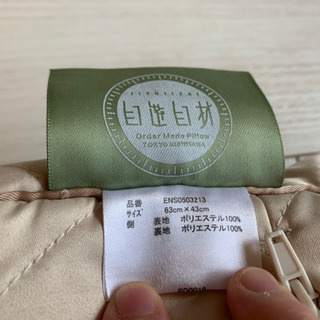 自遊自材
Order Made Pillow
TOKYO NISHIKAWA
品番 ENS0503213
サイズ 63cm×43cm
側 表地 ポリエステル100%
裏地 ポリエステル100%